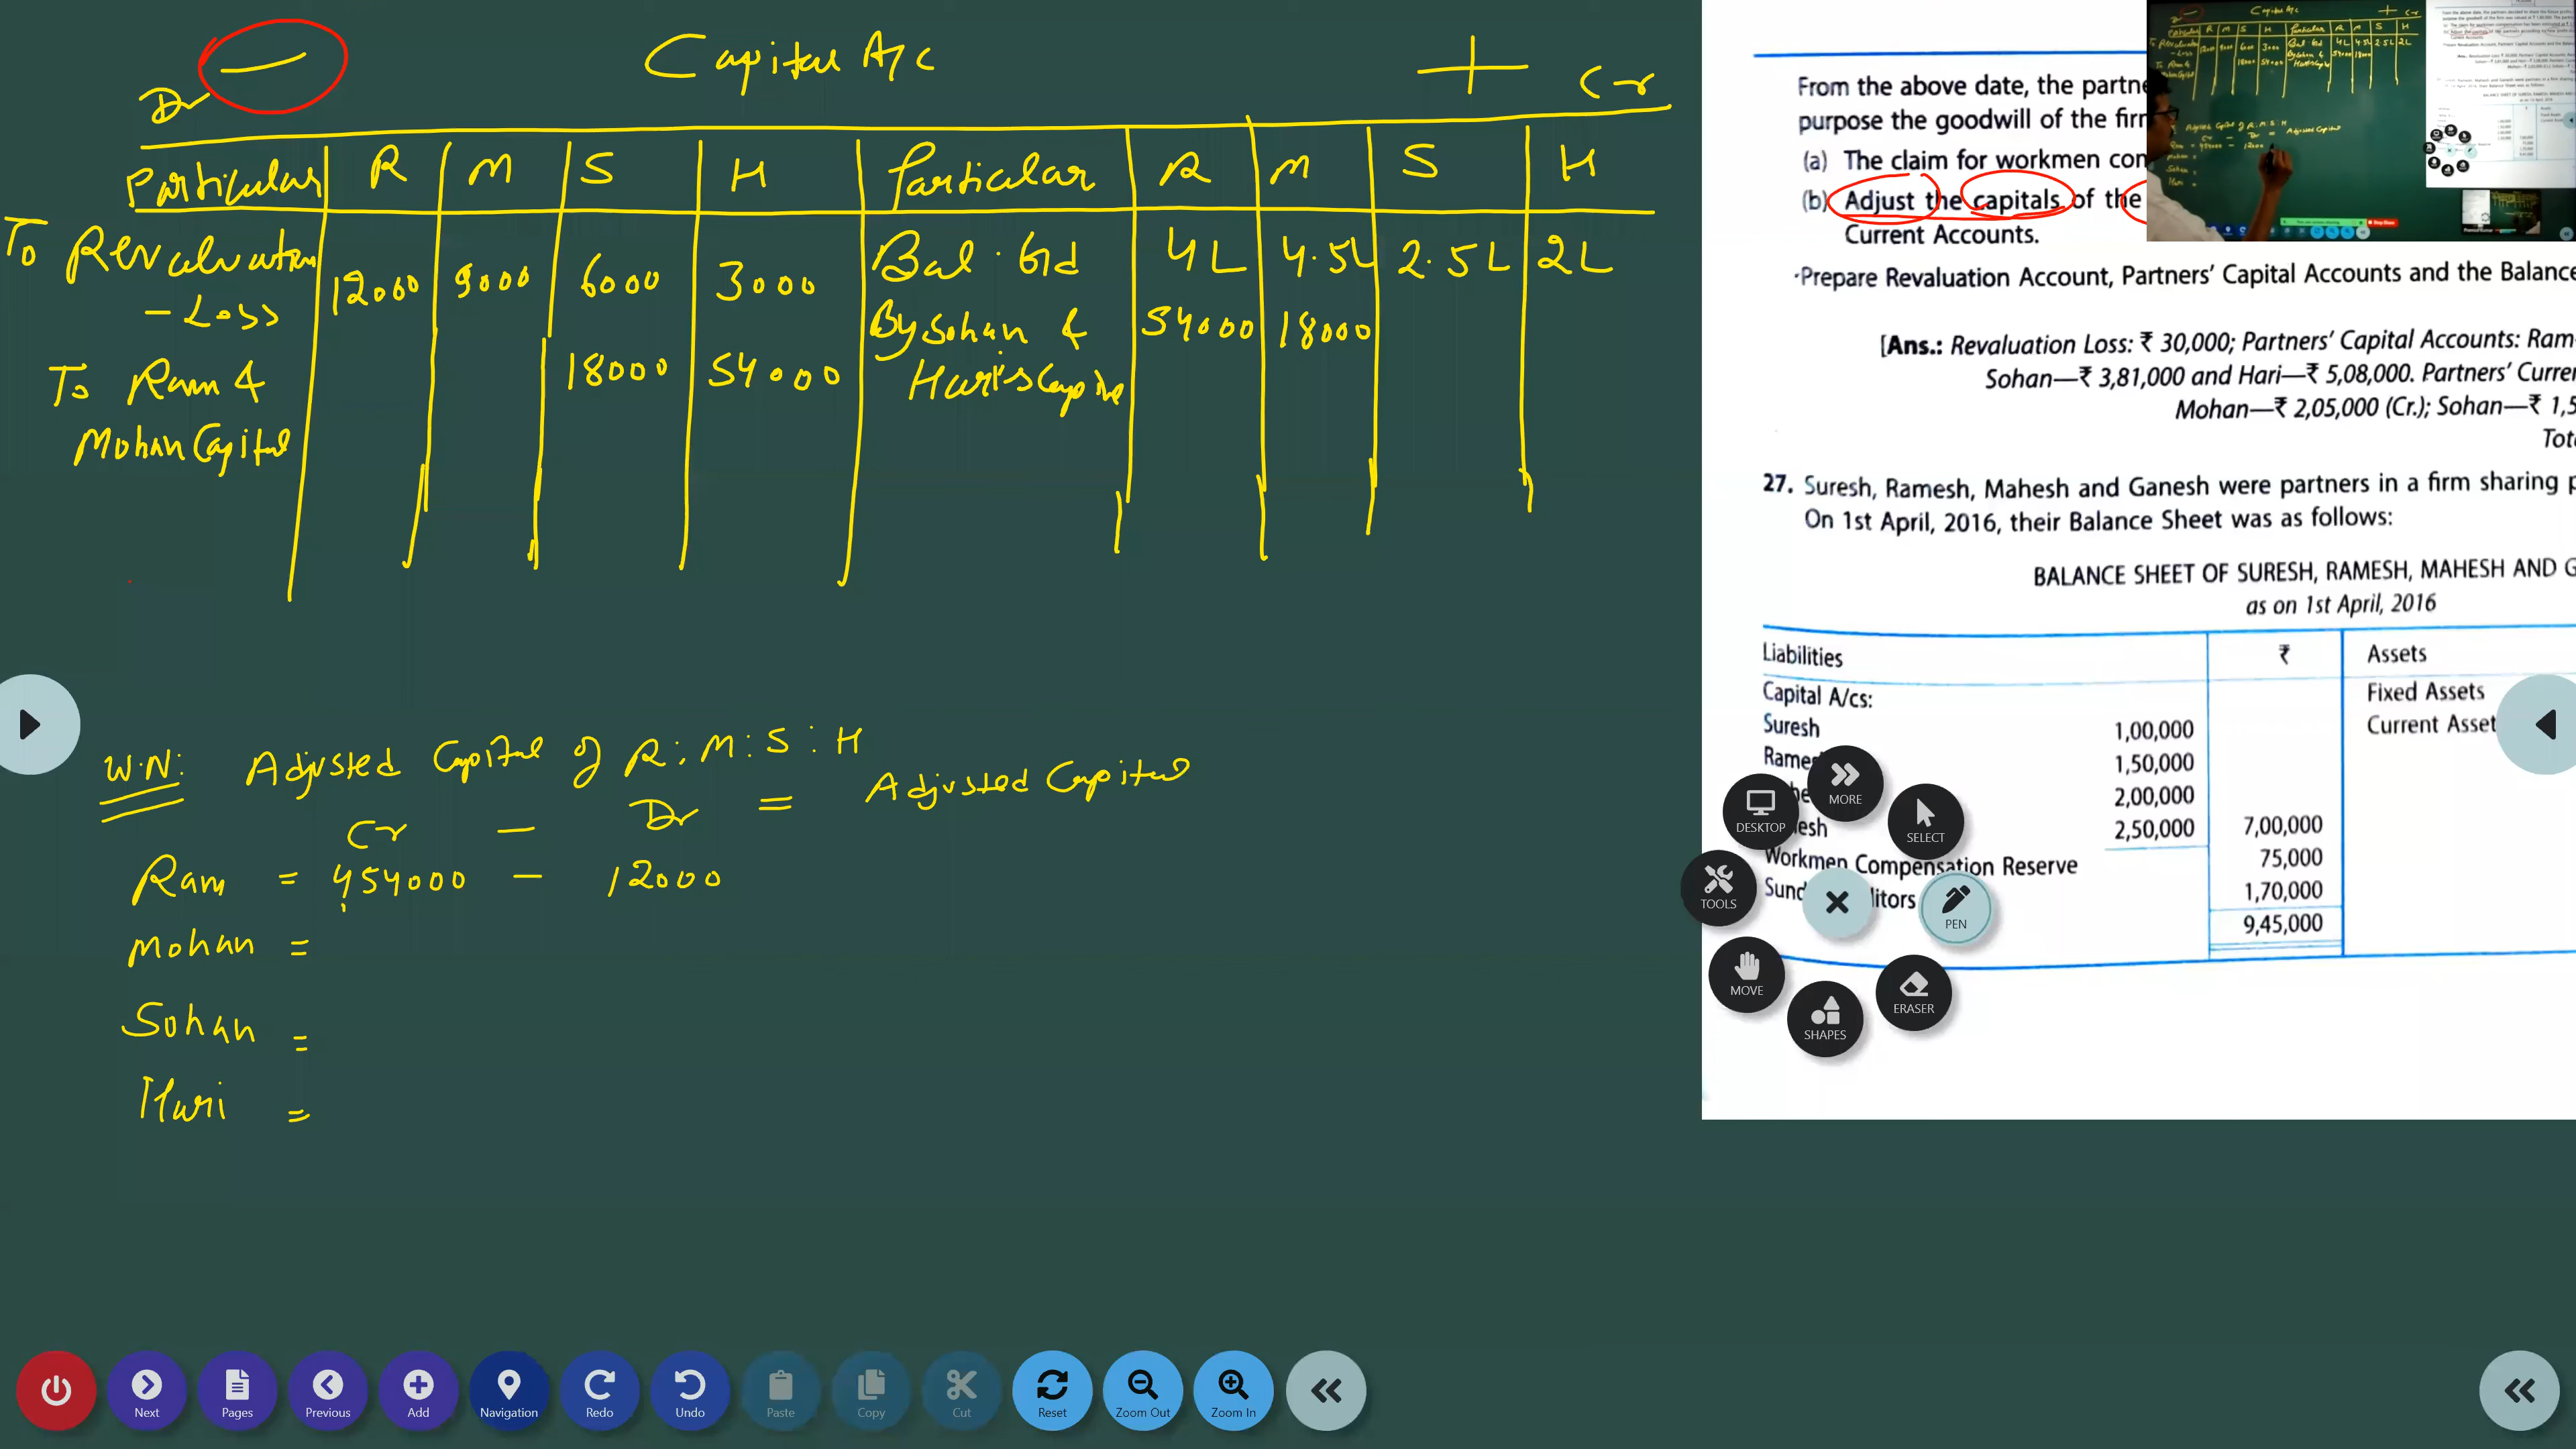 Capital A/c
Dr
Cr
Particular R M S H Particular R M S H
To Revaluation - Loss 12000 9000 6000 3000 Bal. b/d 4L 4.5L 2.5L 2L
To Ram & Mohan Capital 18000 54000 By Sohan & Hari's Capital 54000 18000
W.N: Adjusted Capital of R : M : S : H
Cr - Dr = Adjusted Capital
Ram = 454000 - 12000
Mohan =
Sohan =
Hari =
From the above date, the partne
purpose the goodwill of the firm
(a) The claim for workmen con
(b) Adjust the capitals of the
Current Accounts.
Prepare Revaluation Account, Partners' Capital Accounts and the Balance
[Ans.: Revaluation Loss: ₹ 30,000; Partners' Capital Accounts: Ram
Sohan—₹ 3,81,000 and Hari—₹ 5,08,000. Partners' Curre
Mohan—₹ 2,05,000 (Cr.); Sohan—₹ 1,5
Tot
27. Suresh, Ramesh, Mahesh and Ganesh were partners in a firm sharing p
On 1st April, 2016, their Balance Sheet was as follows:
BALANCE SHEET OF SURESH, RAMESH, MAHESH AND G
as on 1st April, 2016
Liabilities ₹ Assets
Capital A/cs: Fixed Assets
Suresh 1,00,000 Current Asset
Rames 1,50,000
2,00,000
esh 2,50,000 7,00,000
Workmen Compensation Reserve 75,000
Sund itors 1,70,000
9,45,000
MORE
DESKTOP
SELECT
TOOLS
PEN
MOVE
ERASER
SHAPES
Next
Pages
Previous
Add
Navigation
Redo
Undo
Paste
Copy
Cut
Reset
Zoom Out
Zoom In